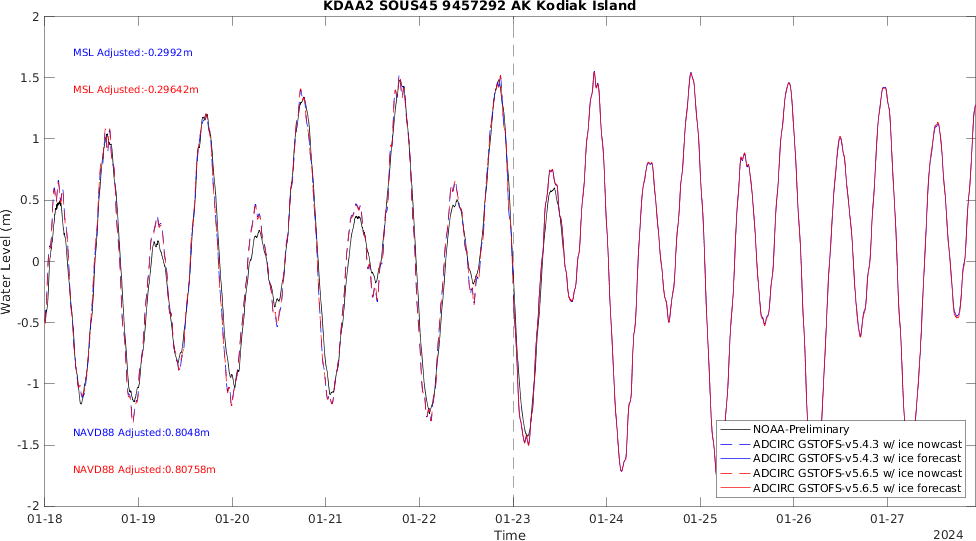 KDAA2 SOUS45 9457292 AK Kodiak Island
2
MSL Adjusted:-0.2992m
1.5
MSL Adjusted:-0.29642m
1
0.5
Water Level (m)
0
-0.5
-1
NOAA-Preliminary
NAVD88 Adjusted:0.8048m
ADCIRC GSTOFS-v5.4.3 w/ ice nowcast
-1.5
ADCIRC GSTOFS-v5.4.3 w/ ice forecast
NAVD88 Adjusted:0.80758m
ADCIRC GSTOFS-v5.6.5 w/ ice nowcast
ADCIRC GSTOFS-v5.6.5 w/ ice forecast
-2
01-18 01-19 01-20 01-21 01-22 01-23 01-24 01-25 01-26 01-27
Time
2024